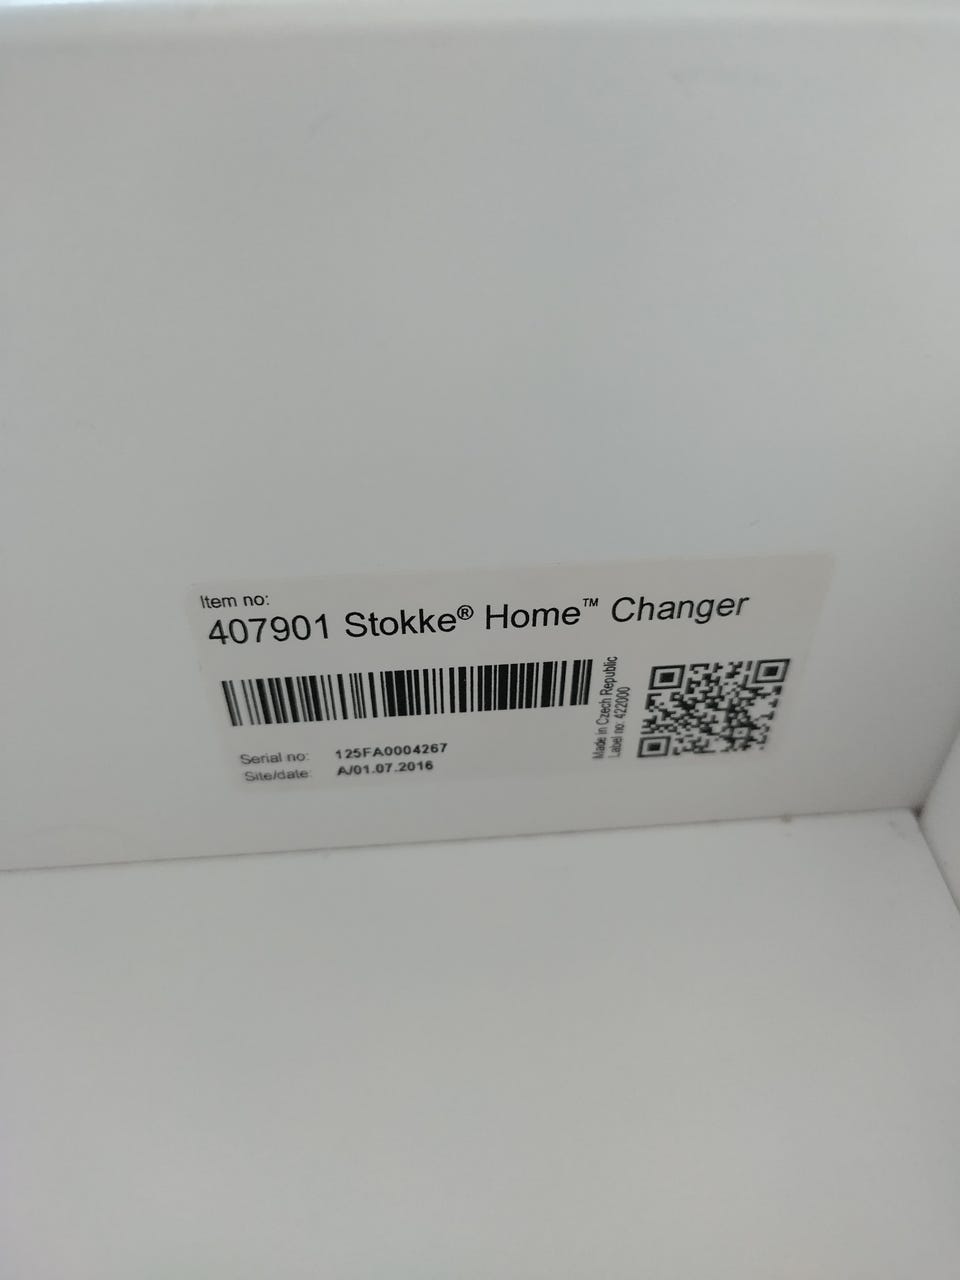 Item no:
407901 Stokke® Home™ Changer
Made in Czech Republic
Label no: 422000
Serial no: 125FA0004267
Site/date: A/01.07.2016